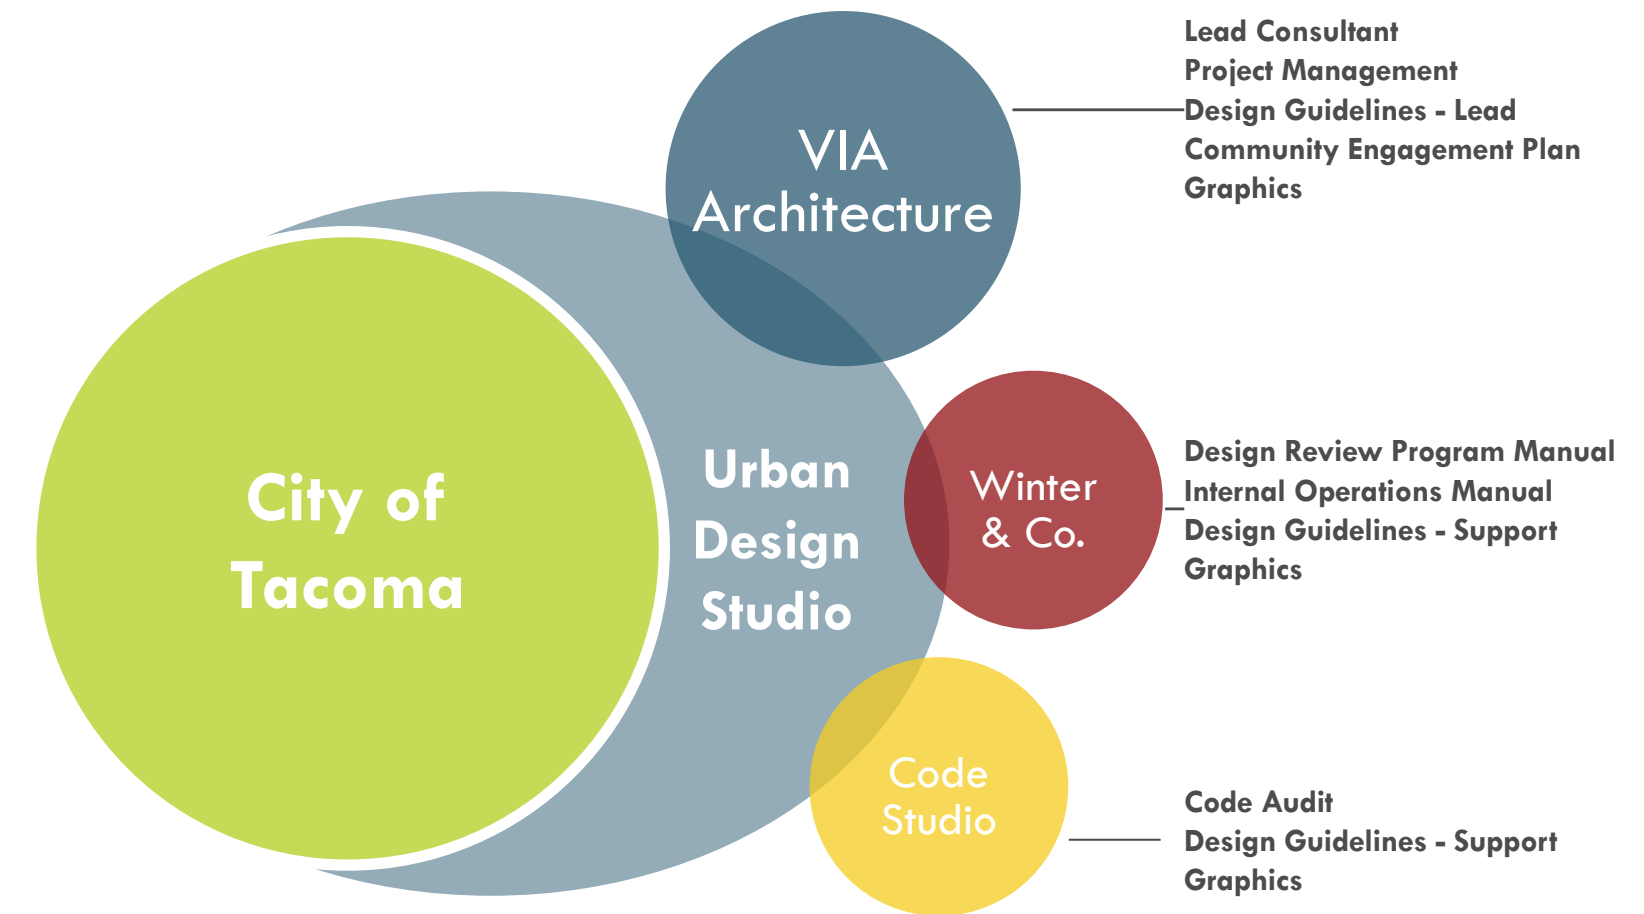 City of
Tacoma
Urban
Design
Studio
VIA
Architecture
Lead Consultant
Project Management
Design Guidelines - Lead
Community Engagement Plan
Graphics
Winter
& Co.
Design Review Program Manual
Internal Operations Manual
Design Guidelines - Support
Graphics
Code
Studio
Code Audit
Design Guidelines - Support
Graphics